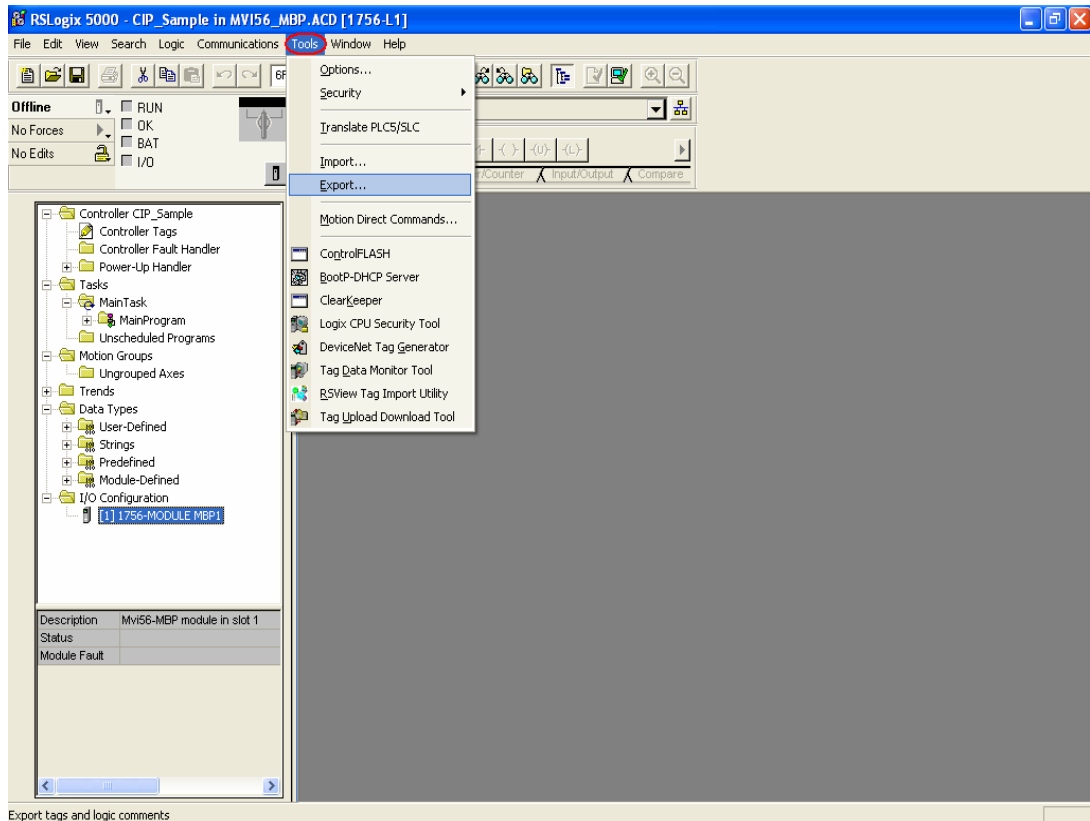 RSLogix 5000 - CIP_Sample in MVI56_MBP.ACD [1756-L1]
File Edit View Search Logic Communications Tools Window Help
Options...
Security
Translate PLC5/SLC
Import...
Export...
Motion Direct Commands...
ControlFLASH
BootP-DHCP Server
ClearKeeper
Logix CPU Security Tool
DeviceNet Tag Generator
Tag Data Monitor Tool
RSView Tag Import Utility
Tag Upload Download Tool
Offline
RUN
No Forces
OK
BAT
No Edits
I/O
Input/Output
Compare
Controller CIP_Sample
Controller Tags
Controller Fault Handler
Power-Up Handler
Tasks
MainTask
MainProgram
Unscheduled Programs
Motion Groups
Ungrouped Axes
Trends
Data Types
User-Defined
Strings
Predefined
Module-Defined
I/O Configuration
[1] 1756-MODULE MBP1
Description Mvi56-MBP module in slot 1
Status
Module Fault
Export tags and logic comments